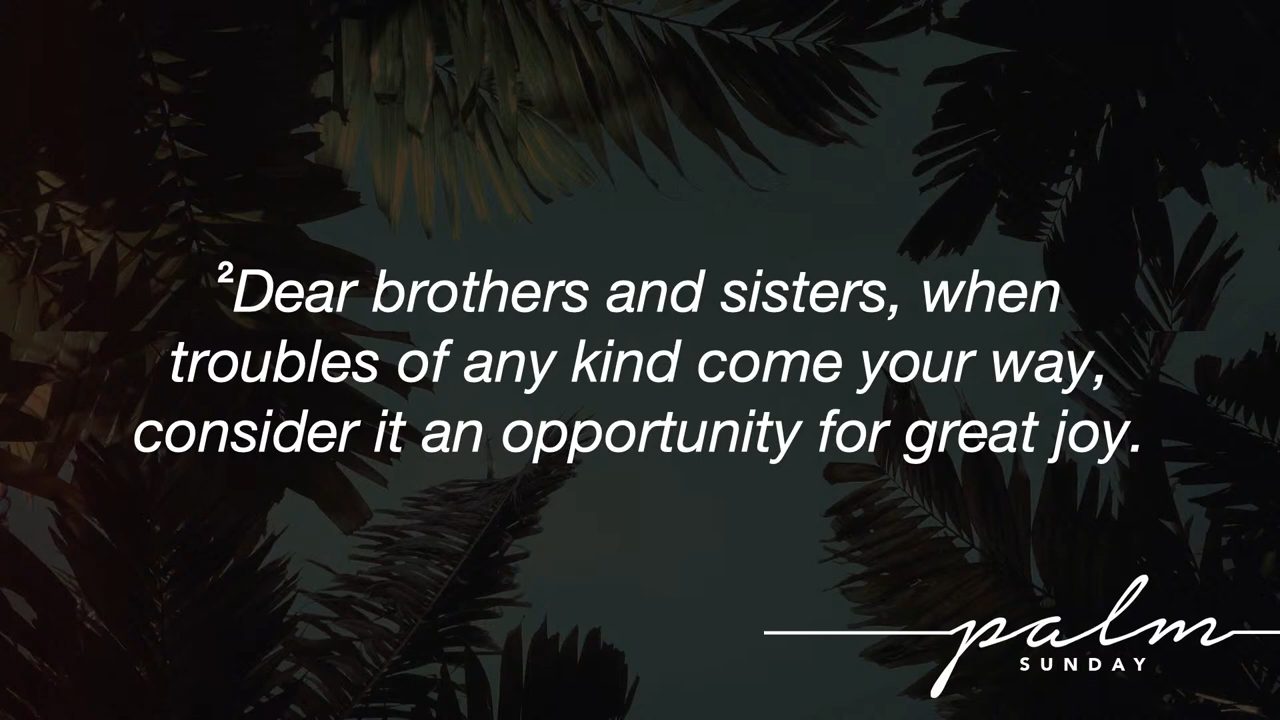 ²Dear brothers and sisters, when
troubles of any kind come your way,
consider it an opportunity for great joy.
palm
SUNDAY